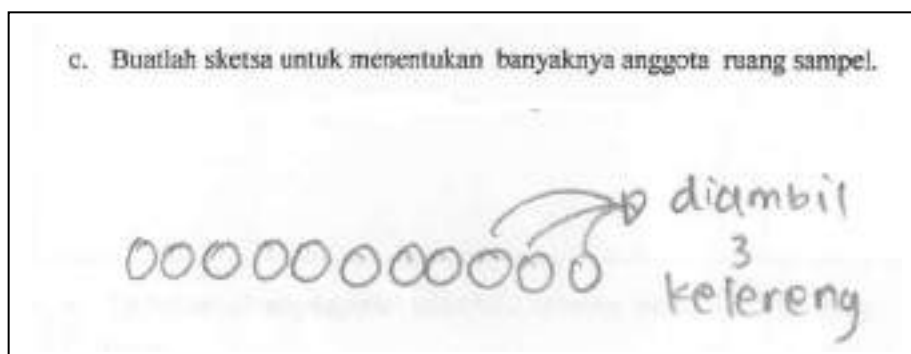 c. Buatlah sketsa untuk menentukan banyaknya anggota ruang sampel.
diambil
3
kelereng